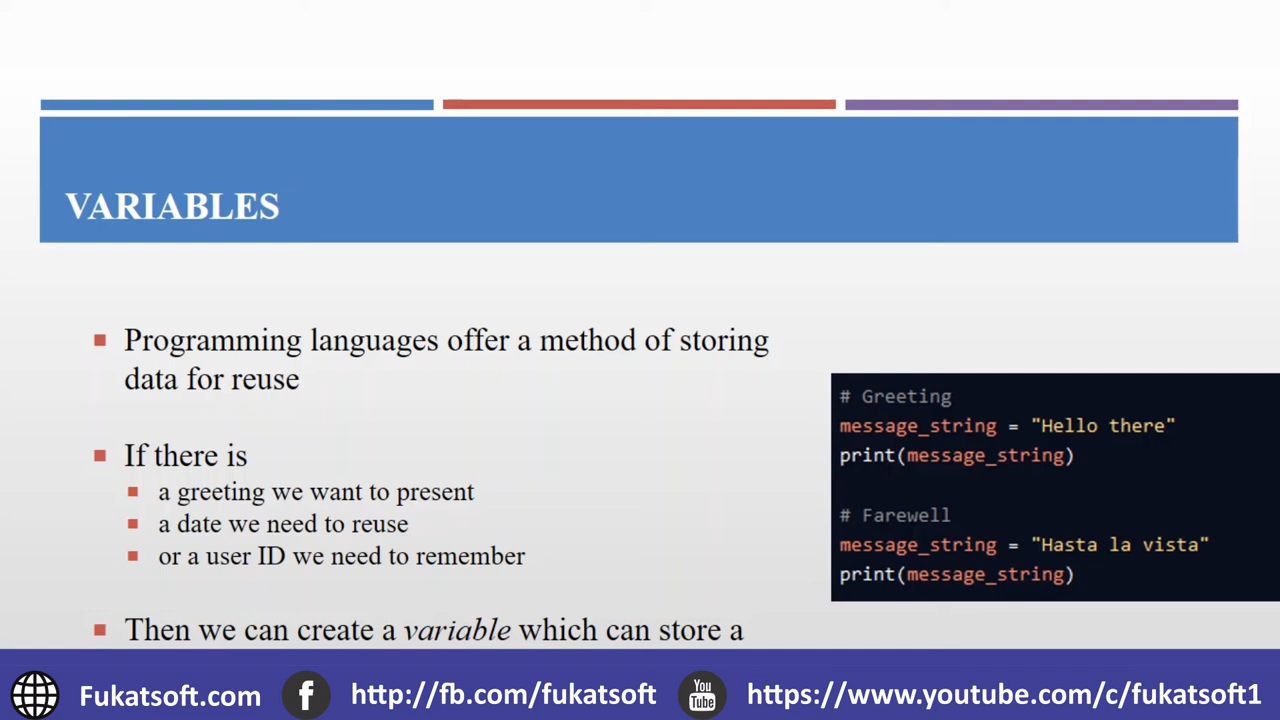 VARIABLES
Programming languages offer a method of storing
data for reuse
If there is
a greeting we want to present
a date we need to reuse
or a user ID we need to remember
Then we can create a variable which can store a
# Greeting
message_string = "Hello there"
print(message_string)
# Farewell
message_string = "Hasta la vista"
print(message_string)
Fukatsoft.com
f
http://fb.com/fukatsoft
You
Tube
https://www.youtube.com/c/fukatsoft1